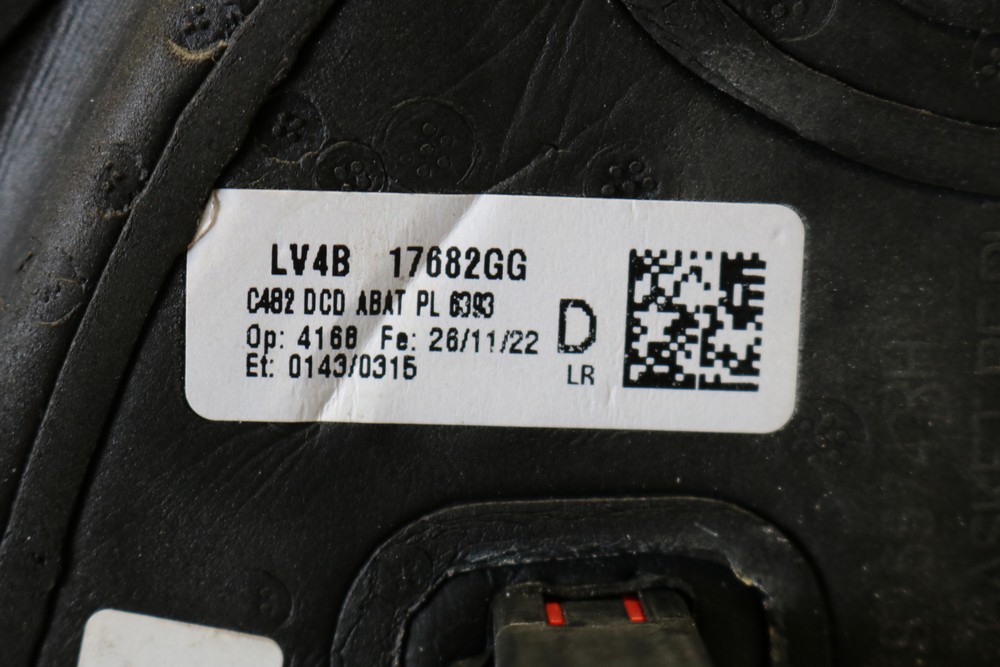 LV4B 17682GG
C482 DCD ABAT PL 6393
Op: 4168 Fe: 26/11/22
Et: 0143/0315
D
LR